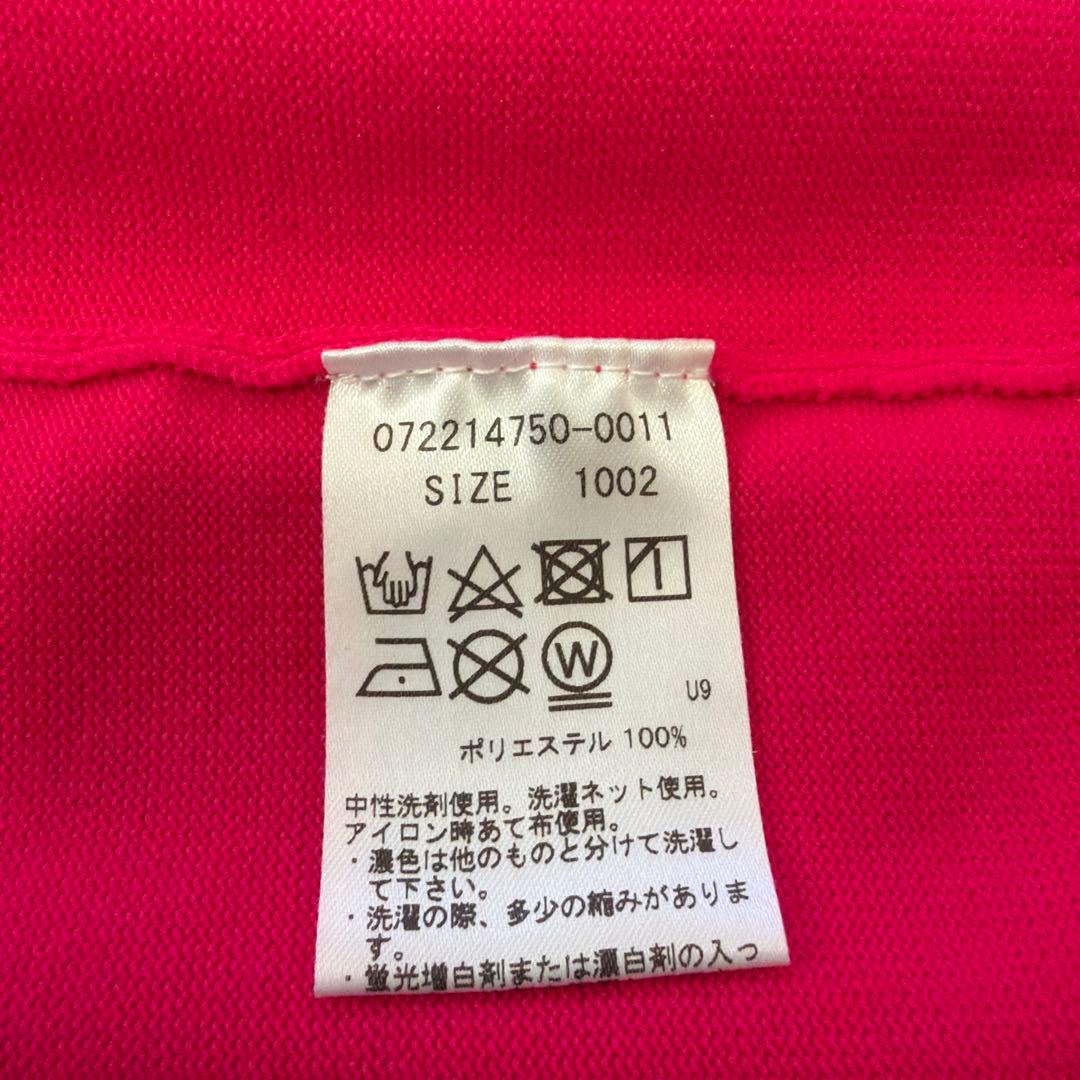 072214750-0011
SIZE 1002
W
U9
ポリエステル 100%
中性洗剤使用。洗濯ネット使用。
アイロン時あて布使用。
・濃色は他のものと分けて洗濯し
て下さい。
・洗濯の際、多少の縮みがありま
す。
・蛍光増白剤または漂白剤の入っ